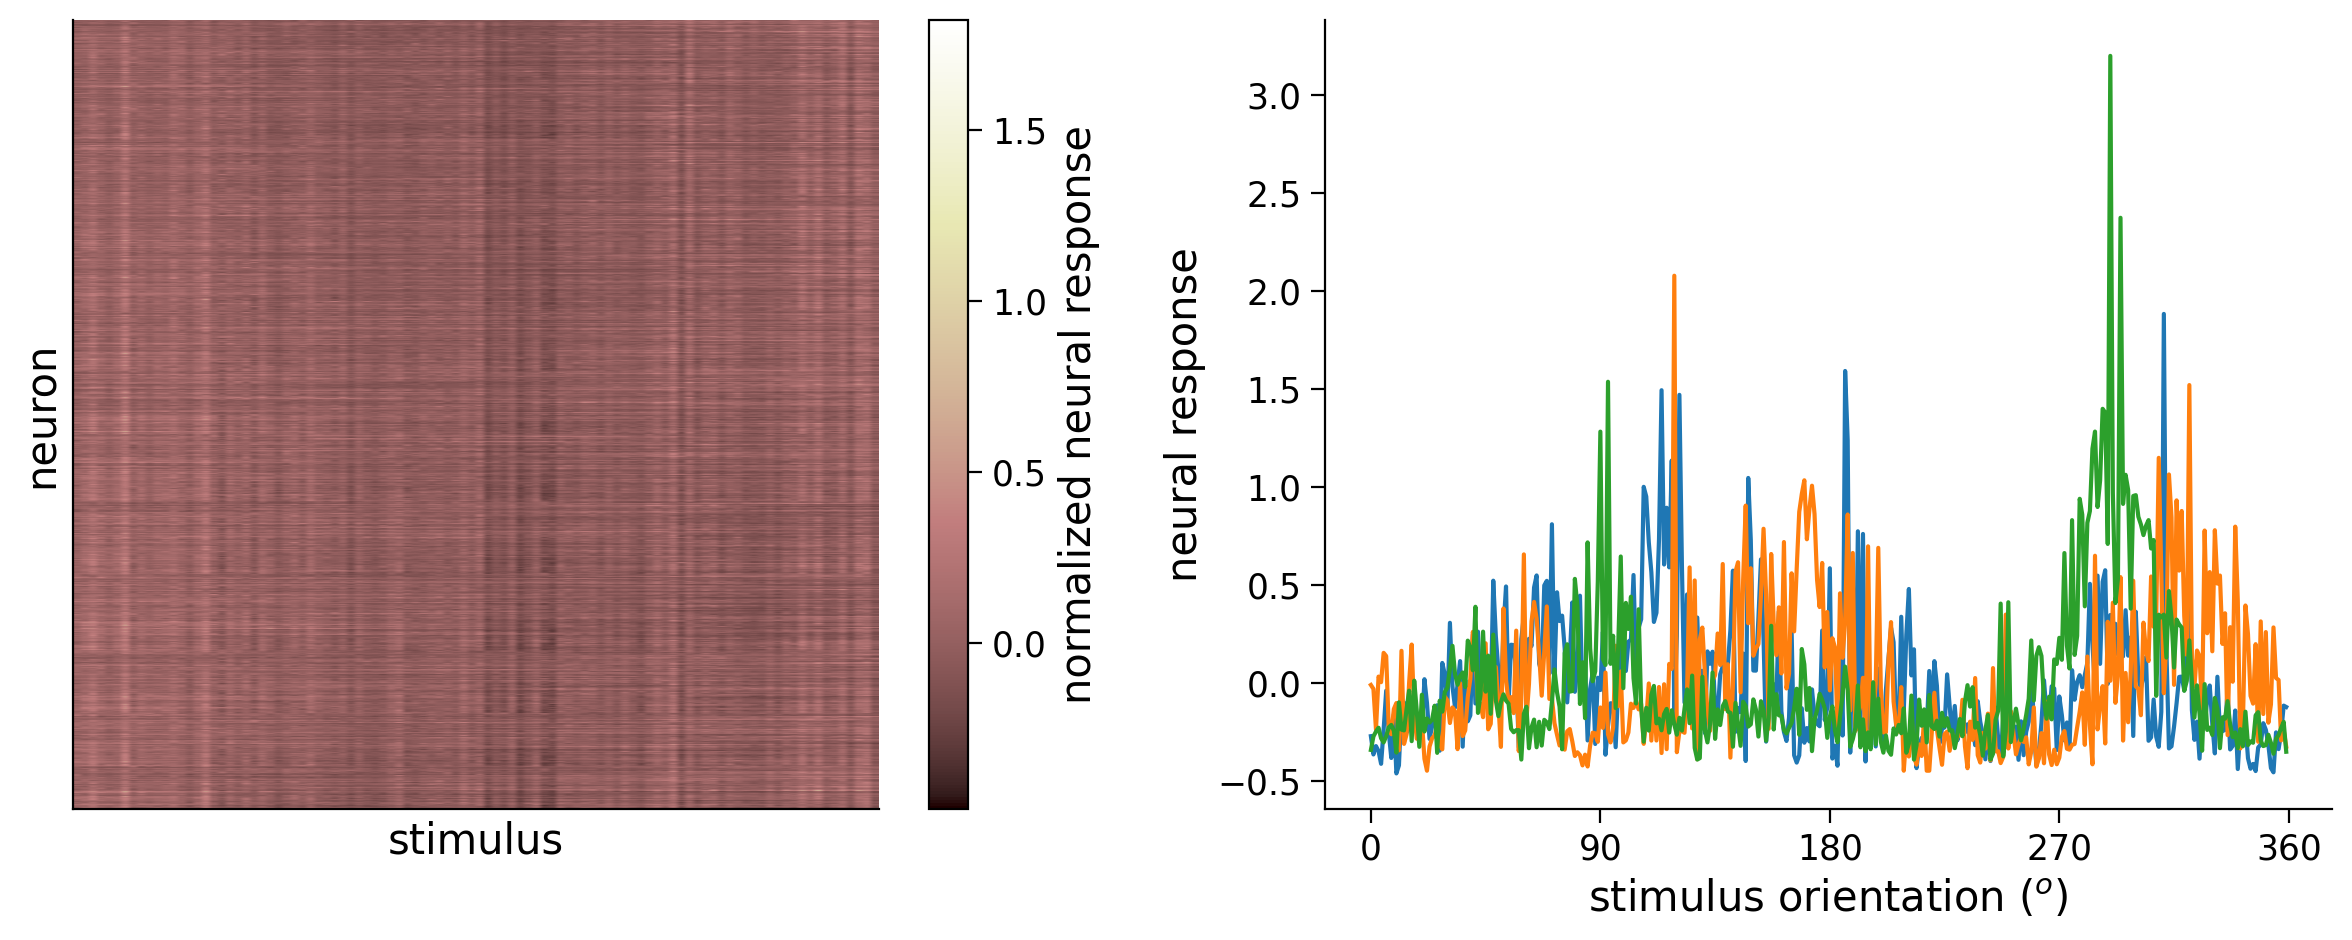 neuron
stimulus
1.5
1.0
0.5
0.0
normalized neural response
neural response
3.0
2.5
2.0
1.5
1.0
0.5
0.0
−0.5
0 90 180 270 360
stimulus orientation (°)